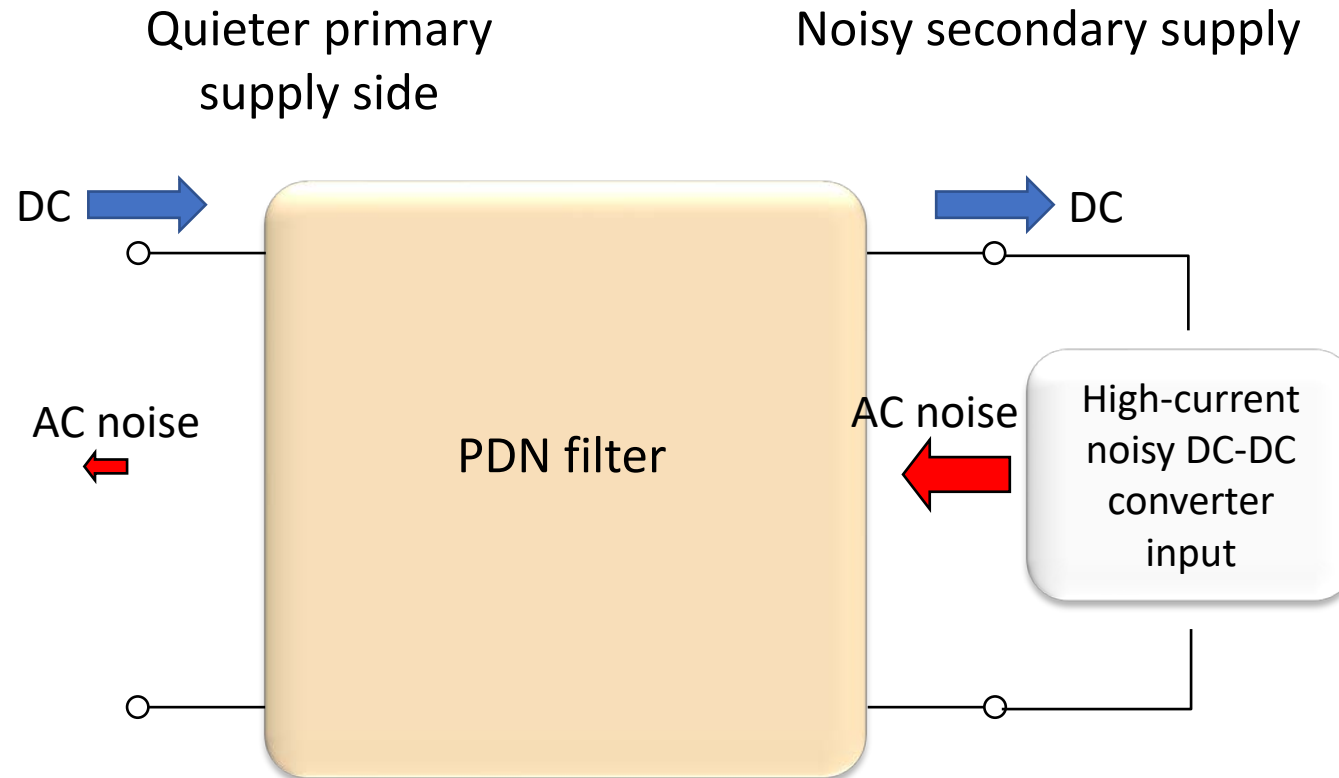 Quieter primary
supply side
Noisy secondary supply
DC
DC
AC noise
PDN filter
AC noise
High-current
noisy DC-DC
converter
input